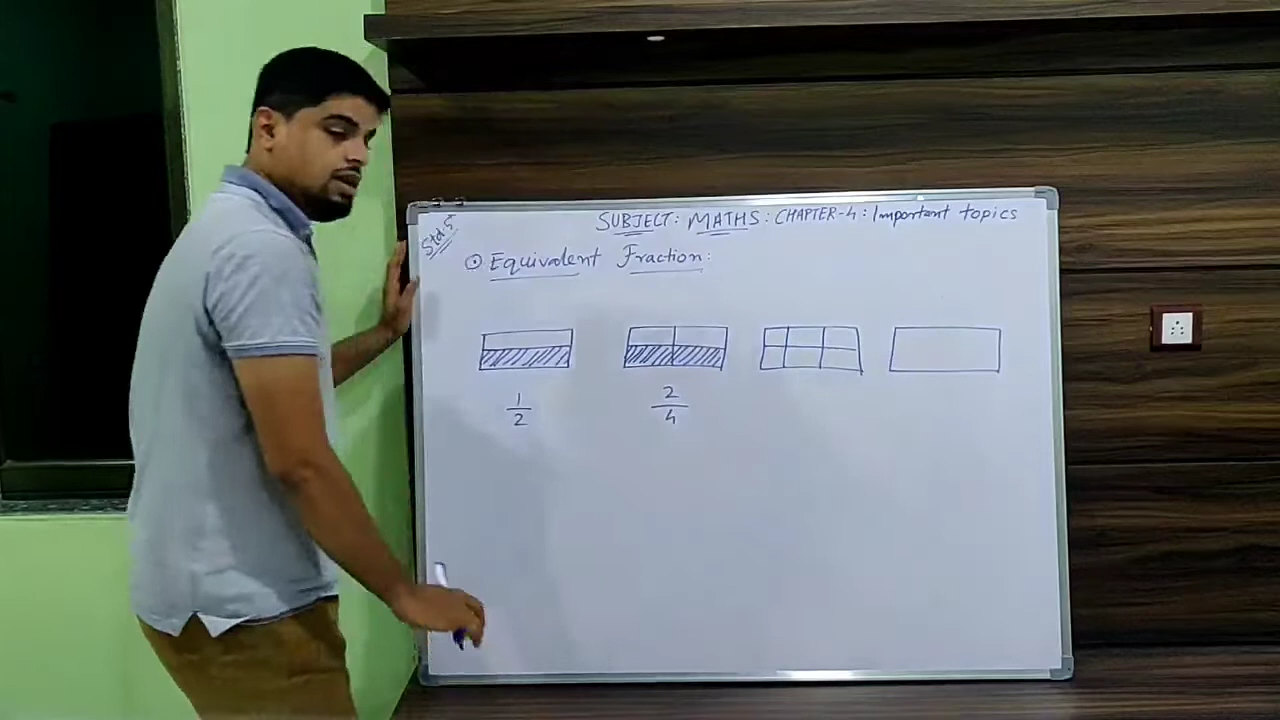 Std 5
SUBJECT: MATHS: CHAPTER-4: Important topics
Equivalent Fraction:
1/2
2/4